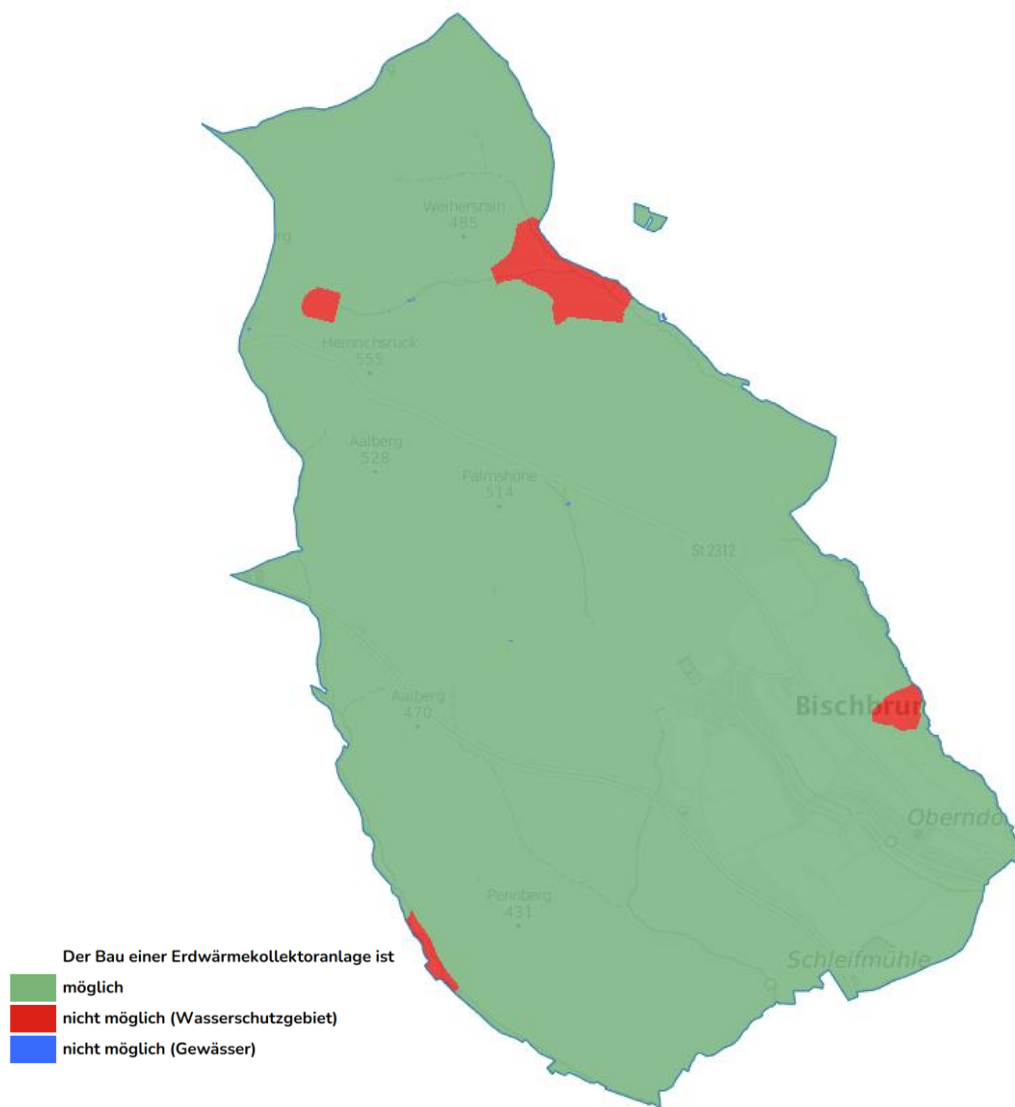 Weihersrain
485
Heinrichsruck
555
Aalberg
528
Palmshöhe
514
St 2312
Aalberg
470
Bischbrun
Oberndo
Pennberg
431
Schleifmühle
Der Bau einer Erdwärmekollektoranlage ist
möglich
nicht möglich (Wasserschutzgebiet)
nicht möglich (Gewässer)